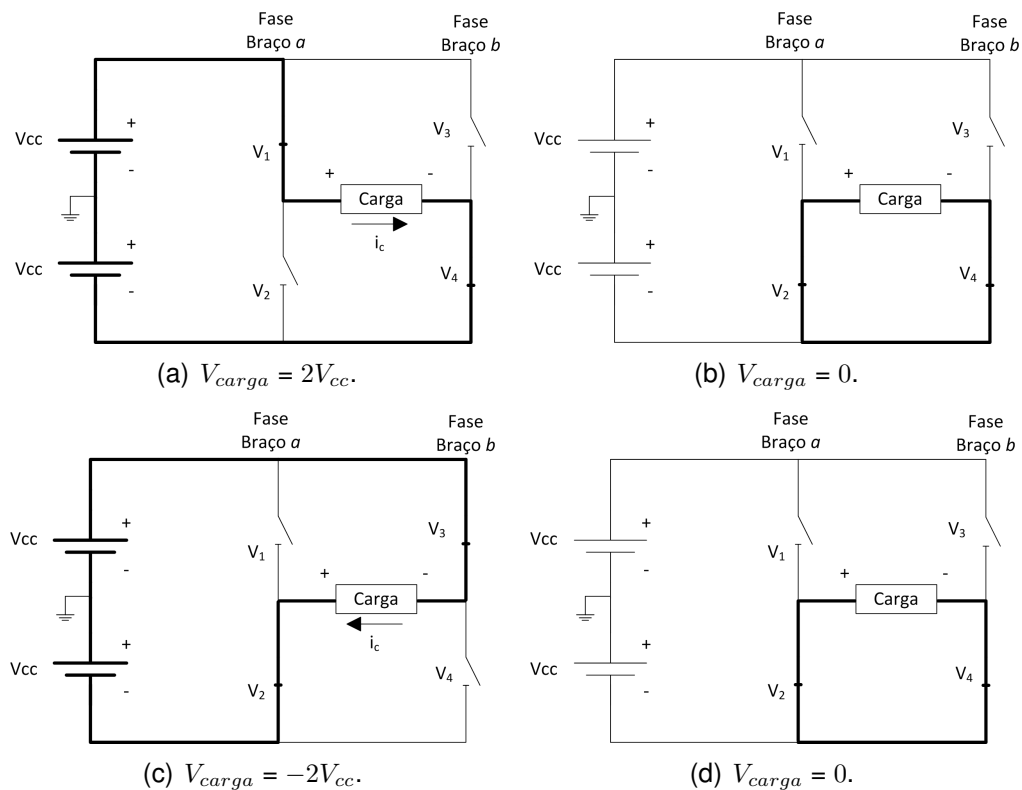 Fase
Braço a
Fase
Braço b
Vcc
+
-
V1
V3
+
-
Carga
ic
Vcc
+
-
V2
V4
(a) Vcarga = 2Vcc.
Fase
Braço a
Fase
Braço b
Vcc
+
-
V1
V3
+
-
Carga
Vcc
+
-
V2
V4
(b) Vcarga = 0.
Fase
Braço a
Fase
Braço b
Vcc
+
-
V1
V3
+
-
Carga
ic
Vcc
+
-
V2
V4
(c) Vcarga = −2Vcc.
Fase
Braço a
Fase
Braço b
Vcc
+
-
V1
V3
+
-
Carga
Vcc
+
-
V2
V4
(d) Vcarga = 0.